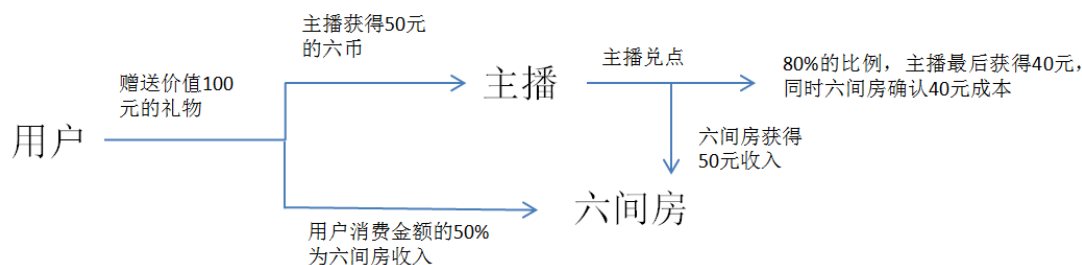 主播获得50元
的六币
赠送价值100
元的礼物
用户
主播
主播兑点
80%的比例，主播最后获得40元，
同时六间房确认40元成本
六间房获得
50元收入
六间房
用户消费金额的50%
为六间房收入